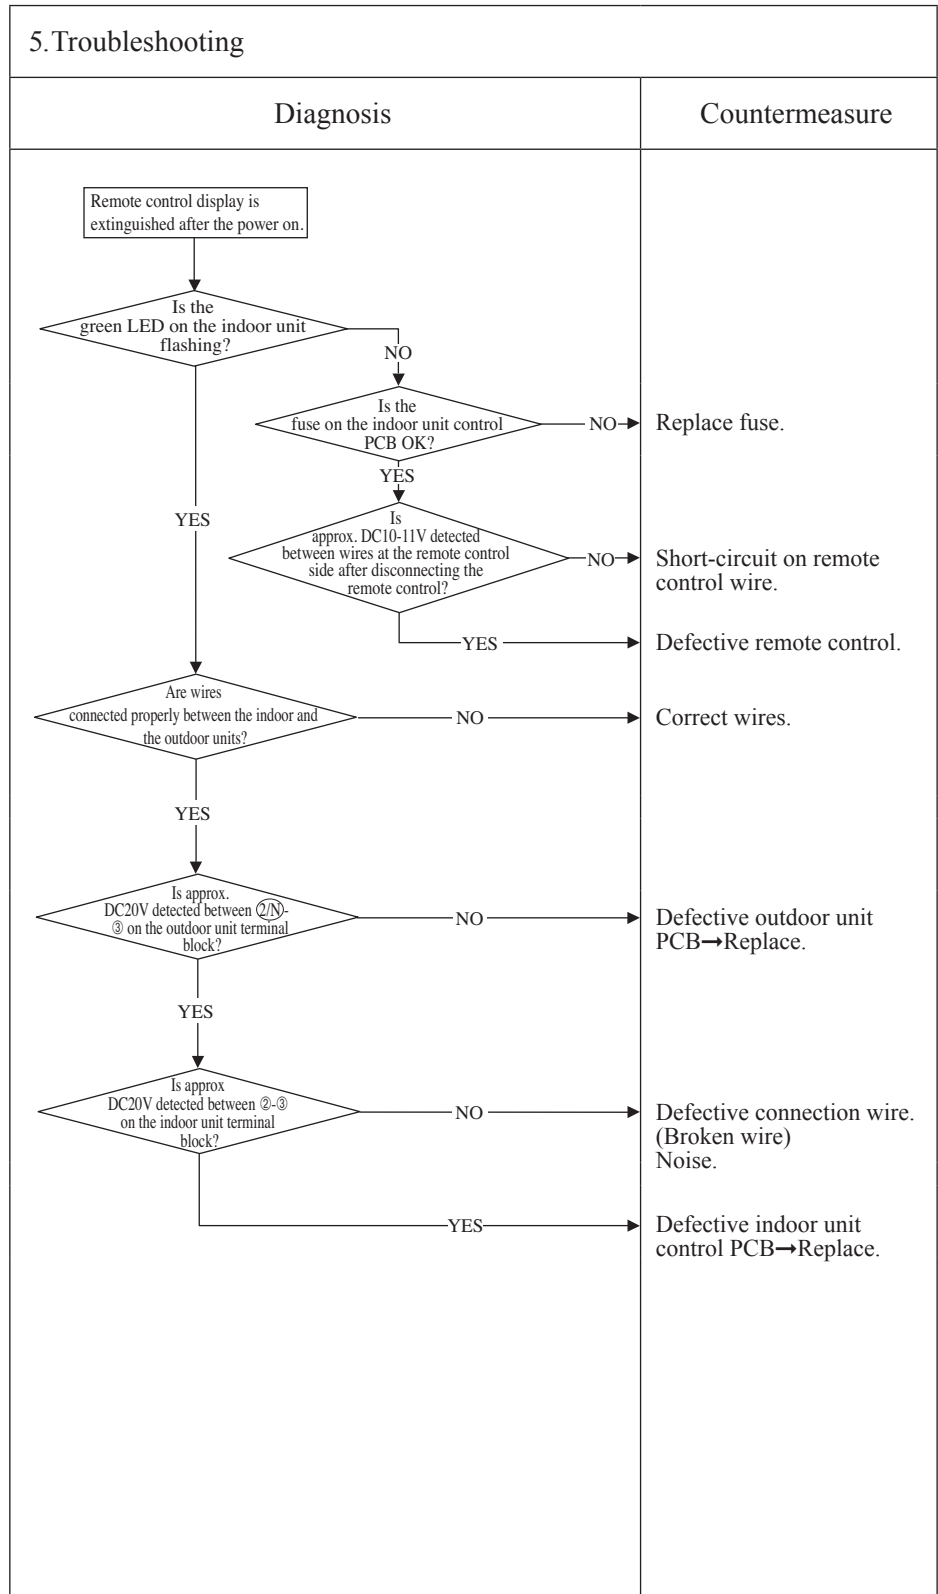 5.Troubleshooting
Diagnosis
Countermeasure
Remote control display is
extinguished after the power on.
Is the
green LED on the indoor unit
flashing?
NO
Is the
fuse on the indoor unit control
PCB OK?
NO
Replace fuse.
YES
YES
Is
approx. DC10-11V detected
between wires at the remote control
side after disconnecting the
remote control?
NO
Short-circuit on remote
control wire.
YES
Defective remote control.
Are wires
connected properly between the indoor and
the outdoor units?
NO
Correct wires.
YES
Is approx.
DC20V detected between 2/N-
③ on the outdoor unit terminal
block?
NO
Defective outdoor unit
PCB→Replace.
YES
Is approx
DC20V detected between ②-③
on the indoor unit terminal
block?
NO
Defective connection wire.
(Broken wire)
Noise.
YES
Defective indoor unit
control PCB→Replace.